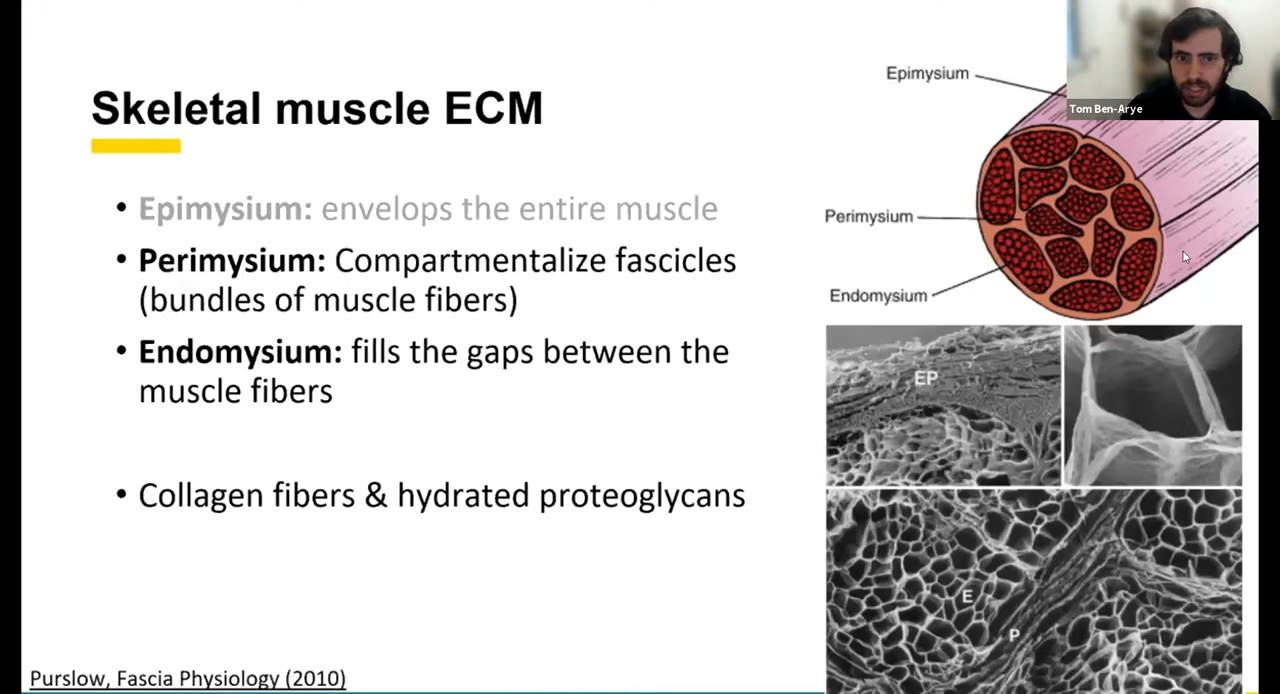 Skeletal muscle ECM
• Epimysium: envelops the entire muscle
• Perimysium: Compartmentalize fascicles
(bundles of muscle fibers)
• Endomysium: fills the gaps between the
muscle fibers
• Collagen fibers & hydrated proteoglycans
Purslow, Fascia Physiology (2010)
Epimysium
Perimysium
Endomysium
EP
E
P
Tom Ben-Arye